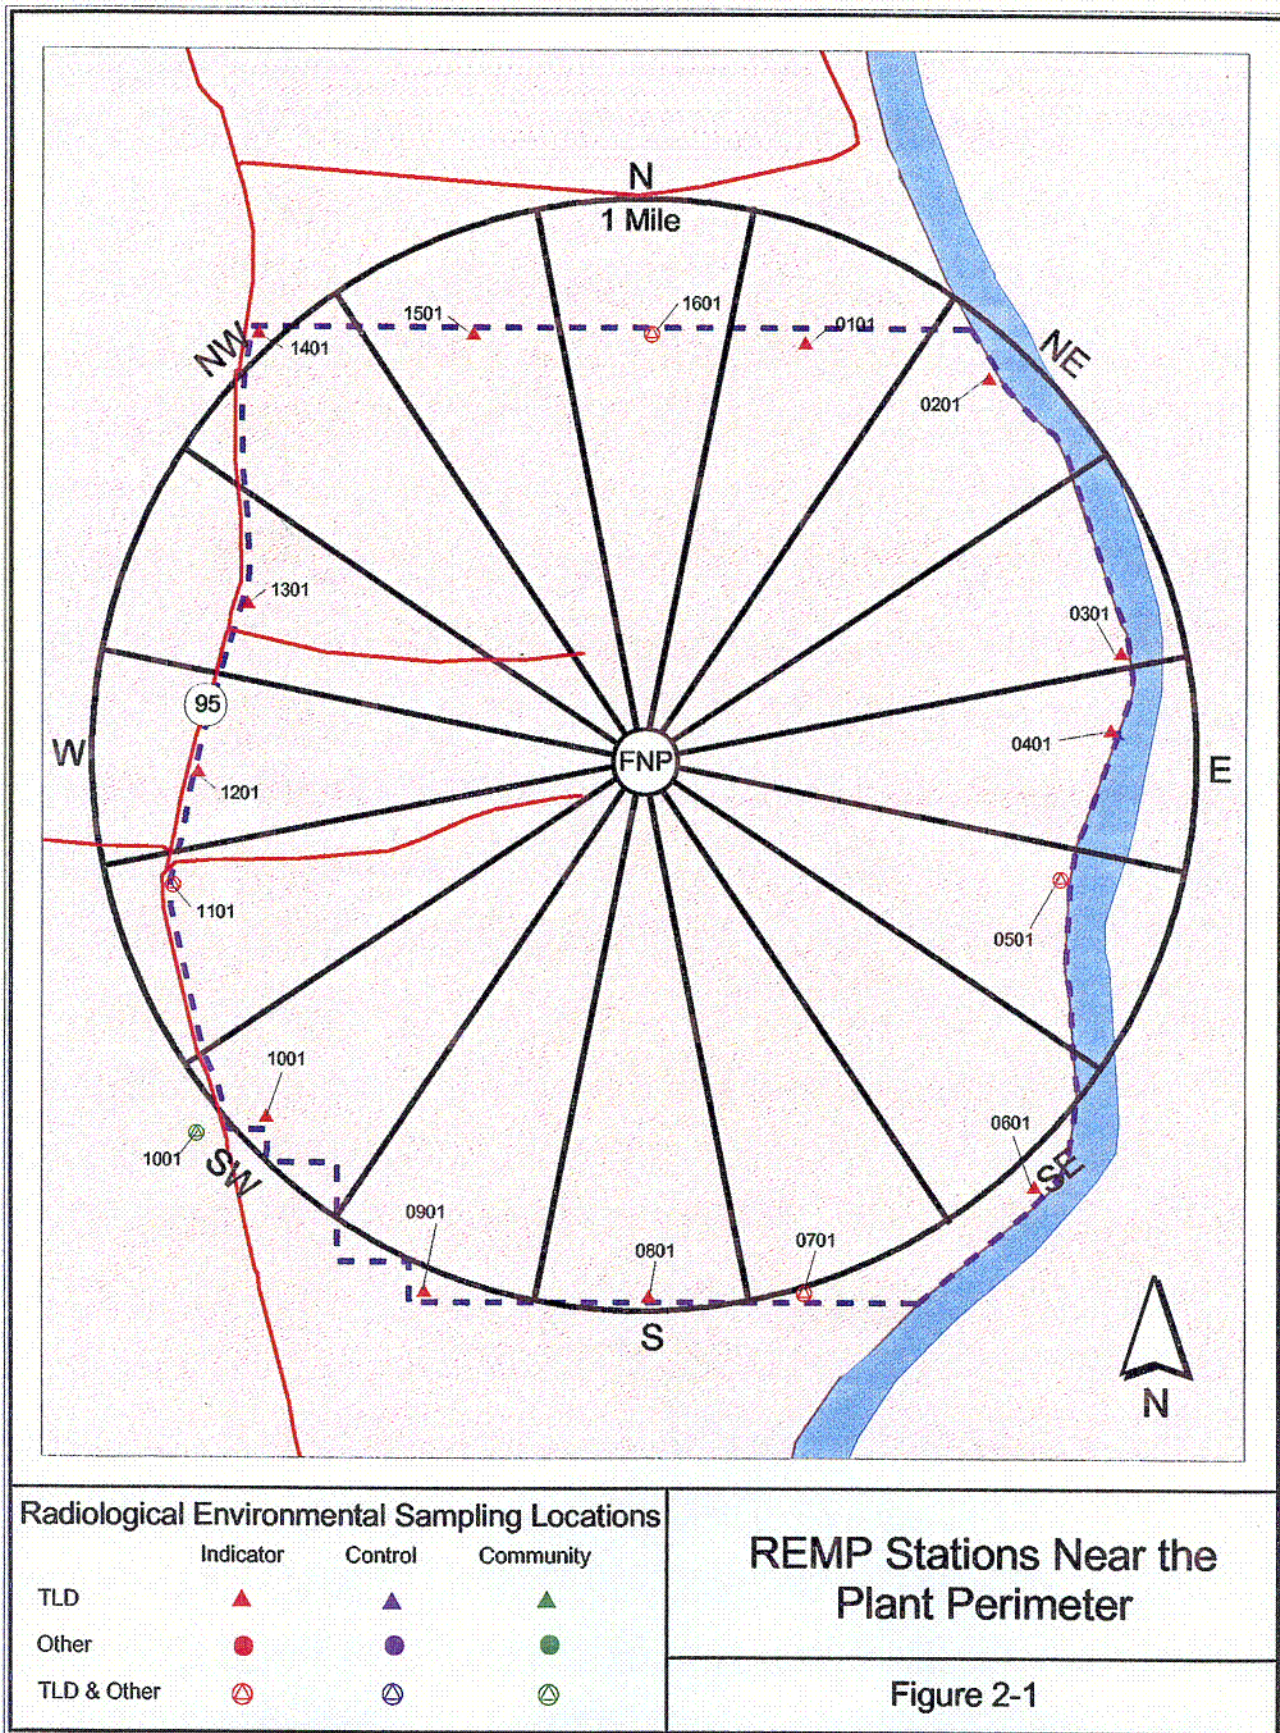 N
1 Mile
1501
1601
0101
NW
1401
NE
0201
1301
0301
95
W
FNP
0401
E
1201
1101
0501
1001
0601
1001
SW
SE
0901
0801
0701
S
N
Radiological Environmental Sampling Locations
Indicator Control Community
TLD
Other
TLD & Other
REMP Stations Near the
Plant Perimeter
Figure 2-1